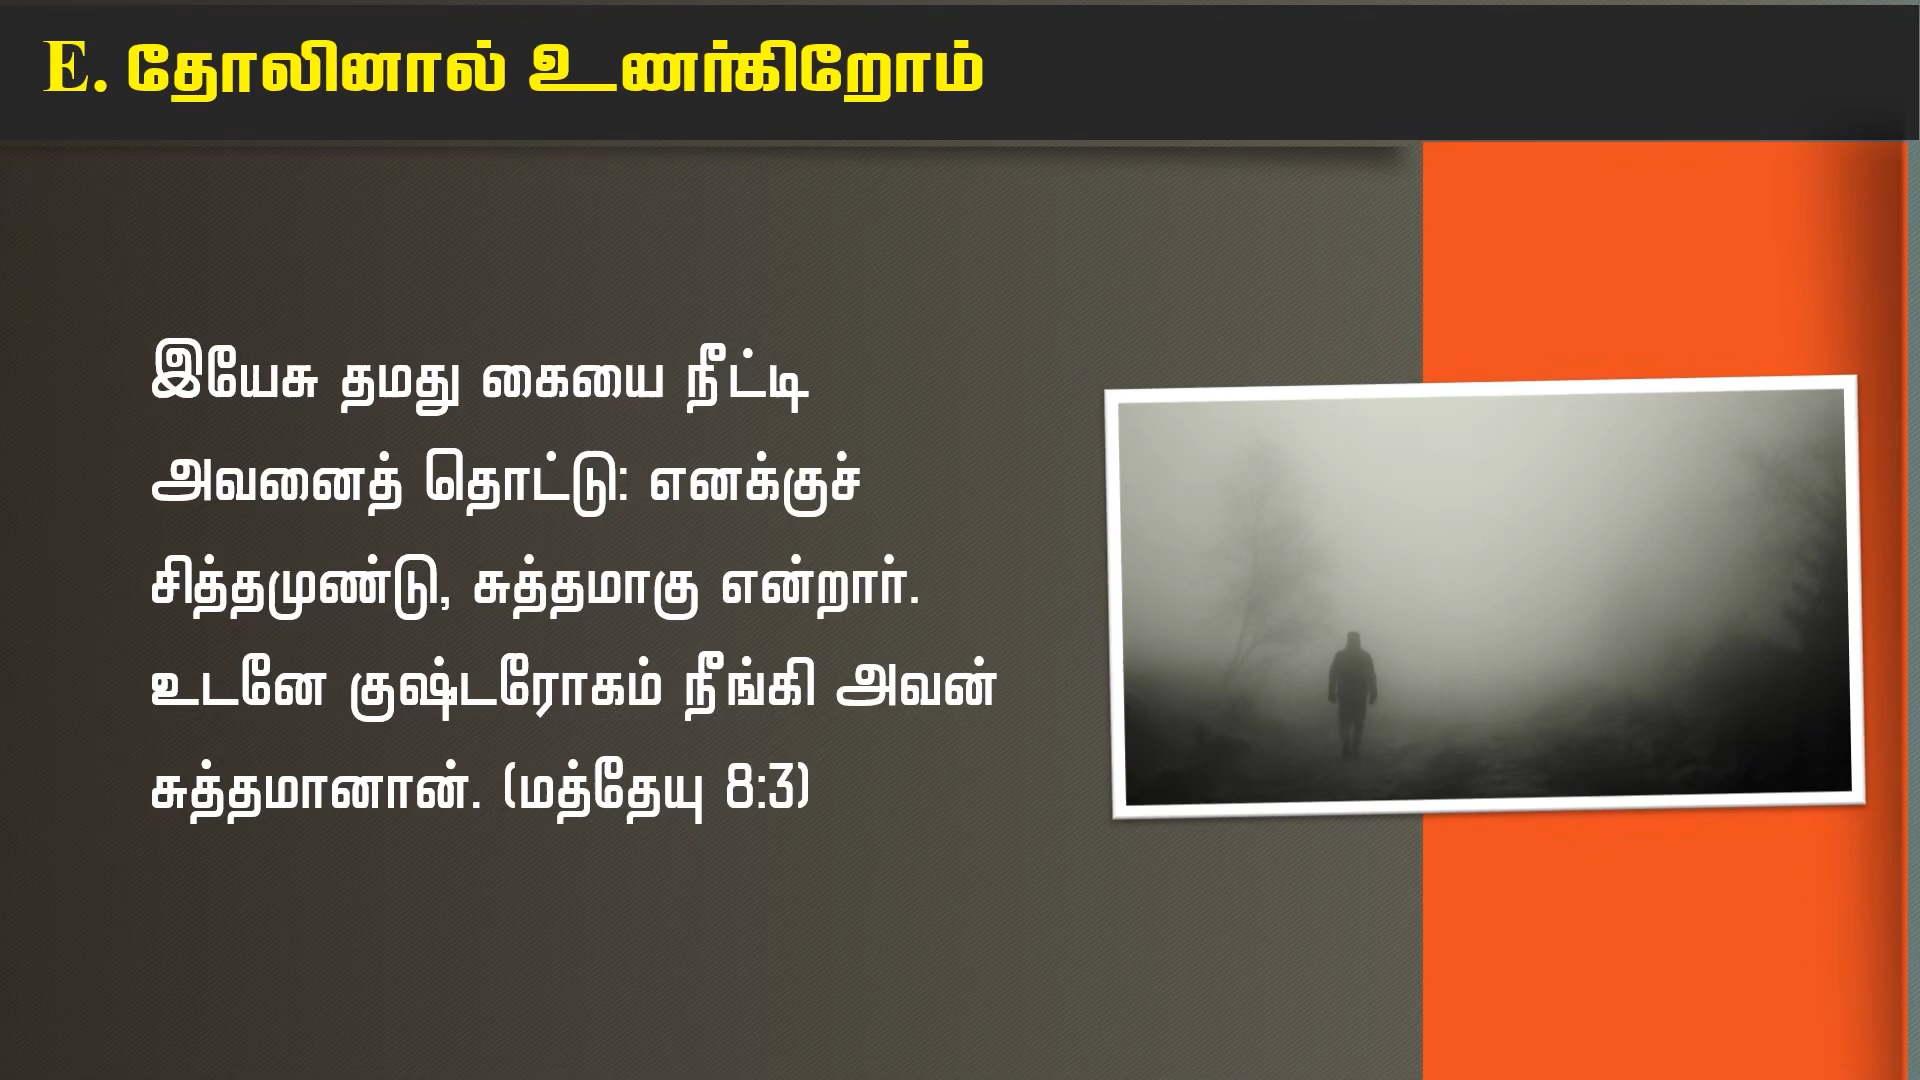 E. தோலினால் உணர்கிறோம்
இயேசு தமது கையை நீட்டி
அவனைத் தொட்டு: எனக்குச்
சித்தமுண்டு, சுத்தமாகு என்றார்.
உடனே குஷ்டரோகம் நீங்கி அவன்
சுத்தமானான். (மத்தேயு 8:3)